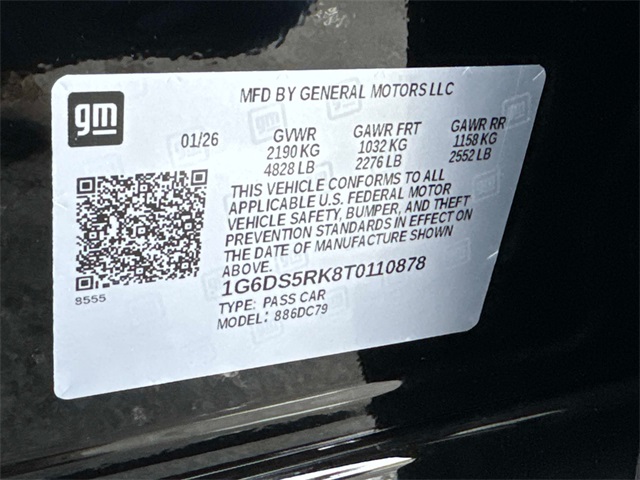 MFD BY GENERAL MOTORS LLC
gm
01/26
GVWR
2190 KG
4828 LB
GAWR FRT
1032 KG
2276 LB
GAWR RR
1158 KG
2552 LB
THIS VEHICLE CONFORMS TO ALL
APPLICABLE U.S. FEDERAL MOTOR
VEHICLE SAFETY, BUMPER, AND THEFT
PREVENTION STANDARDS IN EFFECT ON
THE DATE OF MANUFACTURE SHOWN
ABOVE.
8555
1G6DS5RK8T0110878
TYPE: PASS CAR
MODEL: 886DC79